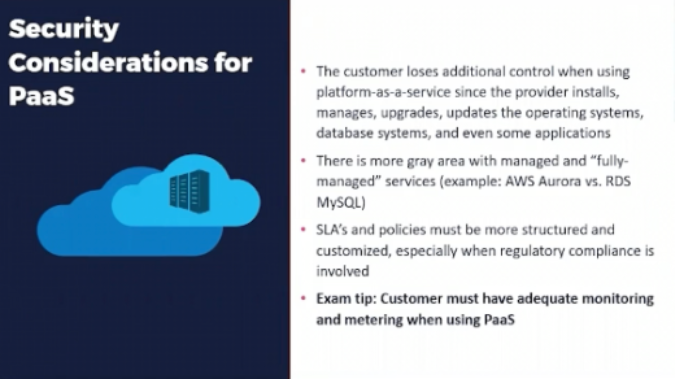 Security
Considerations for
PaaS
• The customer loses additional control when using
platform-as-a-service since the provider installs,
manages, upgrades, updates the operating systems,
database systems, and even some applications
• There is more gray area with managed and “fully-
managed” services (example: AWS Aurora vs. RDS
MySQL)
• SLA’s and policies must be more structured and
customized, especially when regulatory compliance is
involved
• Exam tip: Customer must have adequate monitoring
and metering when using PaaS